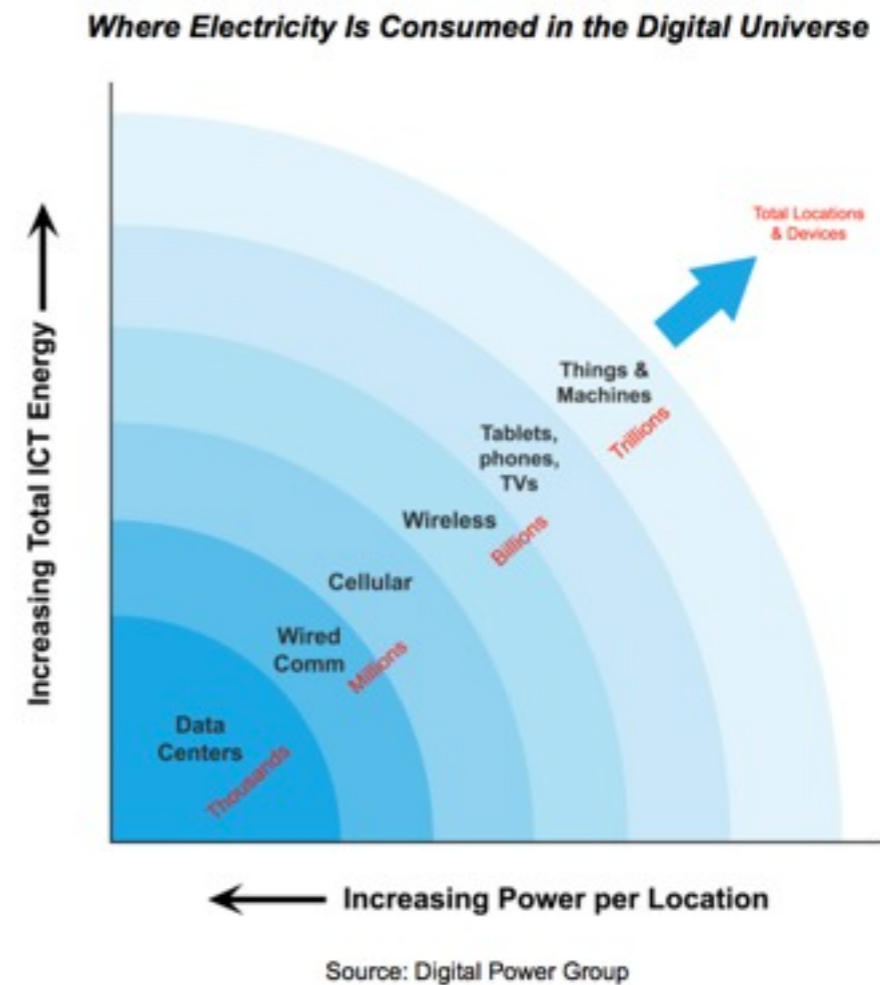 Where Electricity Is Consumed in the Digital Universe
Total Locations
& Devices
Things &
Machines
Trillions
Tablets,
phones,
TVs
Wireless
Billions
Cellular
Wired
Comm
Millions
Data
Centers
Thousands
Increasing Total ICT Energy
Increasing Power per Location
Source: Digital Power Group